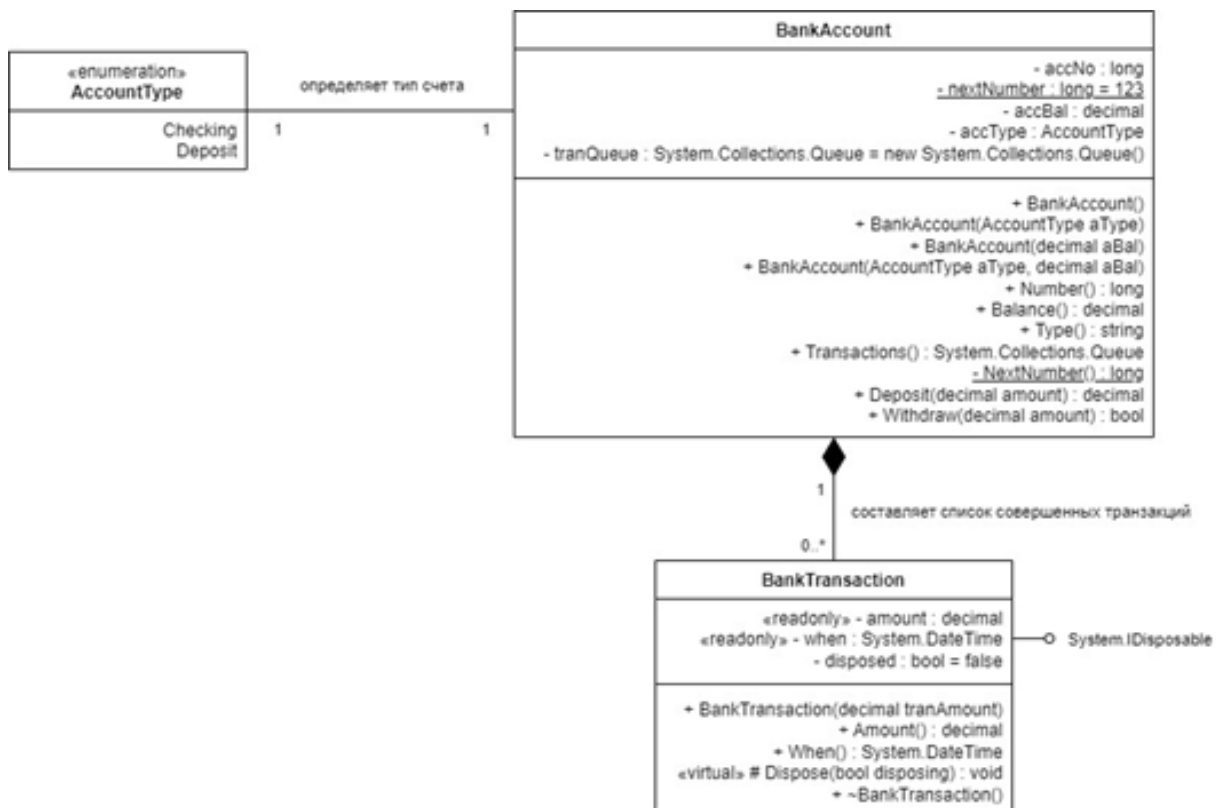 BankAccount
- accNo : long
- nextNumber : long = 123
- accBal : decimal
- accType : AccountType
- tranQueue : System.Collections.Queue = new System.Collections.Queue()
+ BankAccount()
+ BankAccount(AccountType aType)
+ BankAccount(decimal aBal)
+ BankAccount(AccountType aType, decimal aBal)
+ Number() : long
+ Balance() : decimal
+ Type() : string
+ Transactions() : System.Collections.Queue
- NextNumber() : long
+ Deposit(decimal amount) : decimal
+ Withdraw(decimal amount) : bool
«enumeration»
AccountType
Checking
Deposit
определяет тип счета
1
1
1
составляет список совершенных транзакций
0..*
BankTransaction
«readonly» - amount : decimal
«readonly» - when : System.DateTime
- disposed : bool = false
System.IDisposable
+ BankTransaction(decimal tranAmount)
+ Amount() : decimal
+ When() : System.DateTime
«virtual» # Dispose(bool disposing) : void
+ ~BankTransaction()